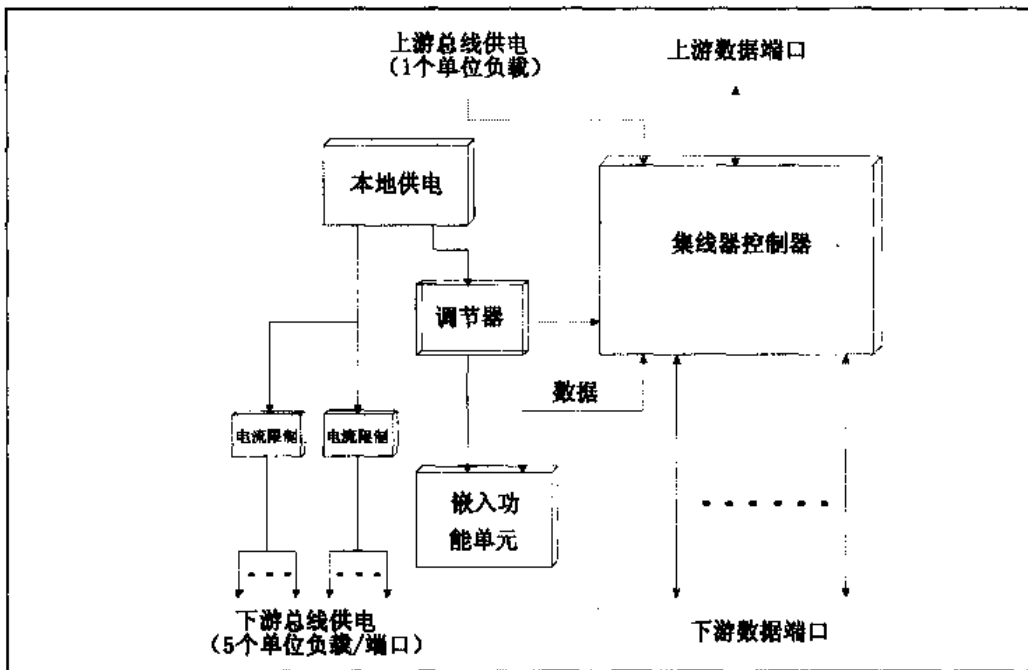 上游总线供电
（1个单位负载）
上游数据端口
本地供电
集线器控制器
调节器
数据
电流限制
电流限制
嵌入功
能单元
下游总线供电
（5个单位负载/端口）
下游数据端口